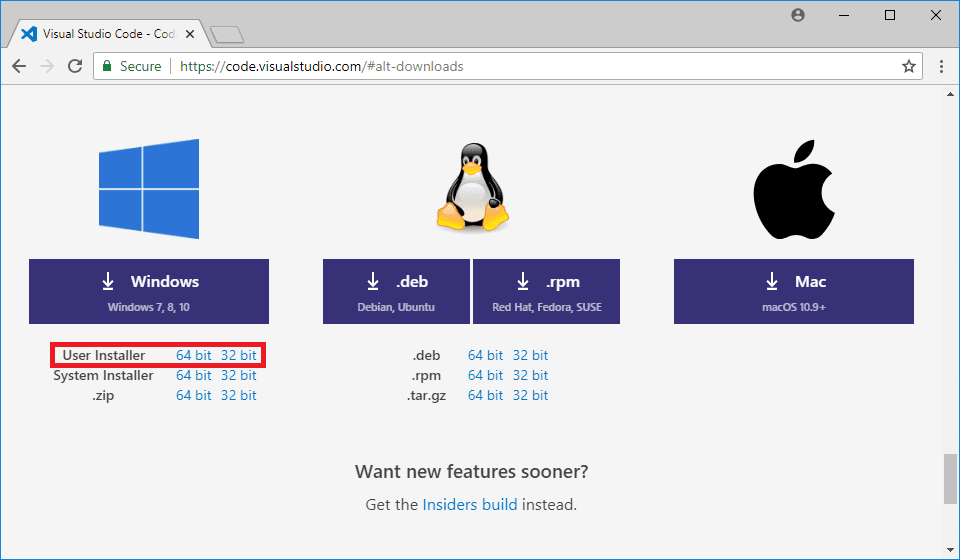 Visual Studio Code - Cod
Secure
https://code.visualstudio.com/#alt-downloads
Windows
Windows 7, 8, 10
.deb
Debian, Ubuntu
.rpm
Red Hat, Fedora, SUSE
Mac
macOS 10.9+
User Installer 64 bit 32 bit
System Installer 64 bit 32 bit
.zip 64 bit 32 bit
.deb 64 bit 32 bit
.rpm 64 bit 32 bit
.tar.gz 64 bit 32 bit
Want new features sooner?
Get the Insiders build instead.